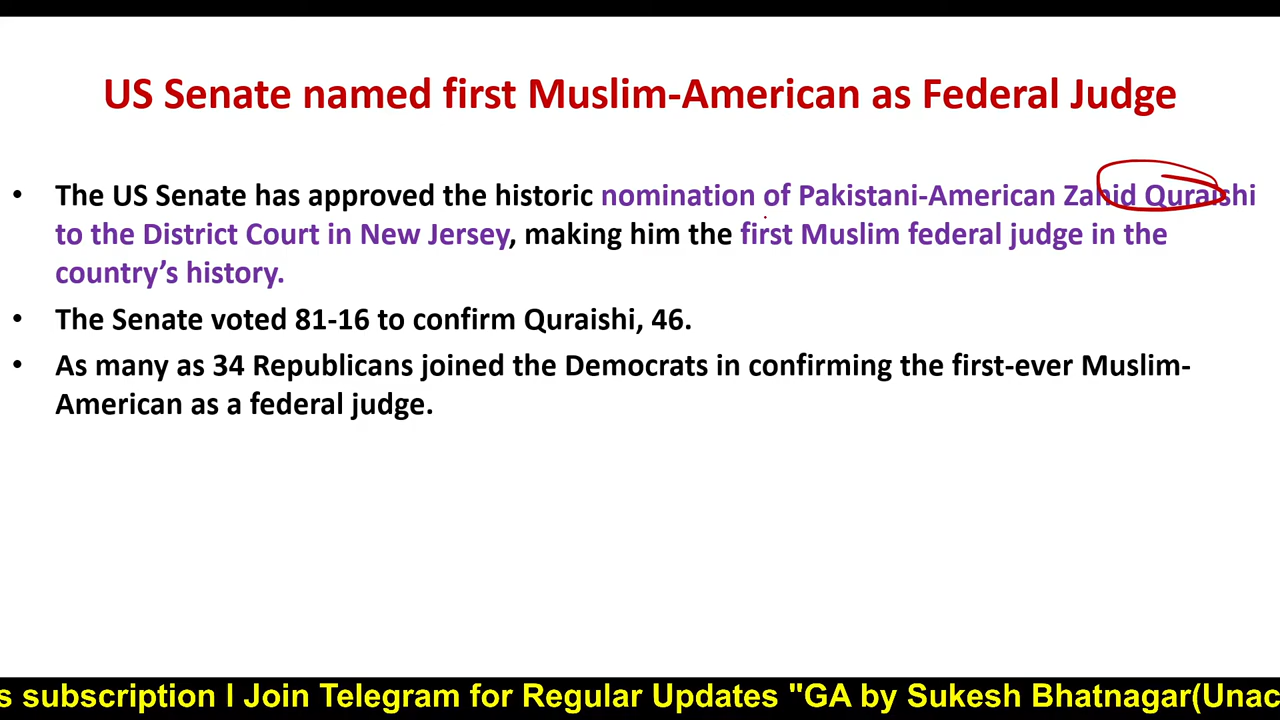 US Senate named first Muslim-American as Federal Judge
• The US Senate has approved the historic nomination of Pakistani-American Zahid Quraishi
to the District Court in New Jersey, making him the first Muslim federal judge in the
country’s history.
• The Senate voted 81-16 to confirm Quraishi, 46.
• As many as 34 Republicans joined the Democrats in confirming the first-ever Muslim-
American as a federal judge.
s subscription l Join Telegram for Regular Updates "GA by Sukesh Bhatnagar(Unac